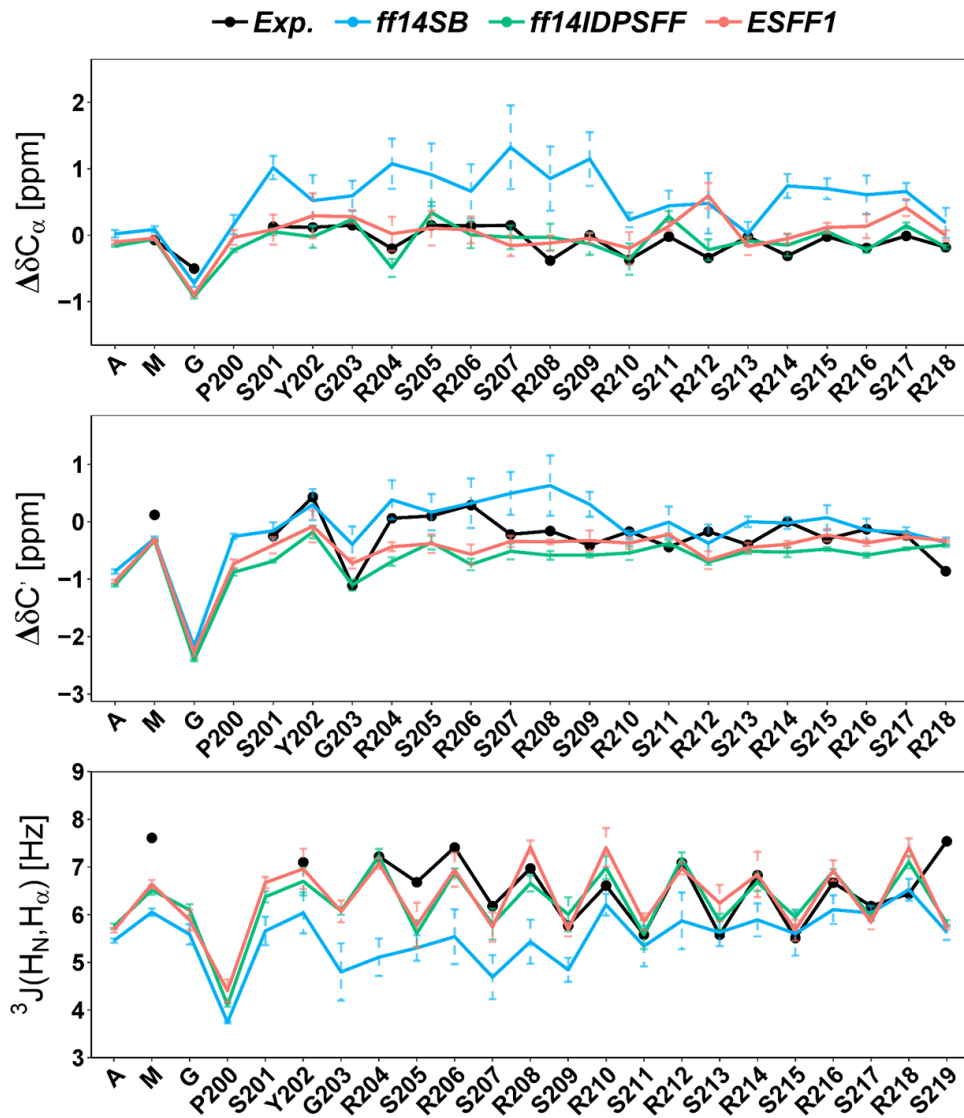 Exp. ff14SB ff14IDPSFF ESFF1
ΔδCα [ppm]
2
1
0
−1
A M G P200 S201 Y202 G203 R204 S205 R206 S207 R208 S209 R210 S211 R212 S213 R214 S215 R216 S217 R218
ΔδC' [ppm]
1
0
−1
−2
−3
A M G P200 S201 Y202 G203 R204 S205 R206 S207 R208 S209 R210 S211 R212 S213 R214 S215 R216 S217 R218
³J(HN,Hα) [Hz]
9
8
7
6
5
4
3
A M G P200 S201 Y202 G203 R204 S205 R206 S207 R208 S209 R210 S211 R212 S213 R214 S215 R216 S217 R218 S219